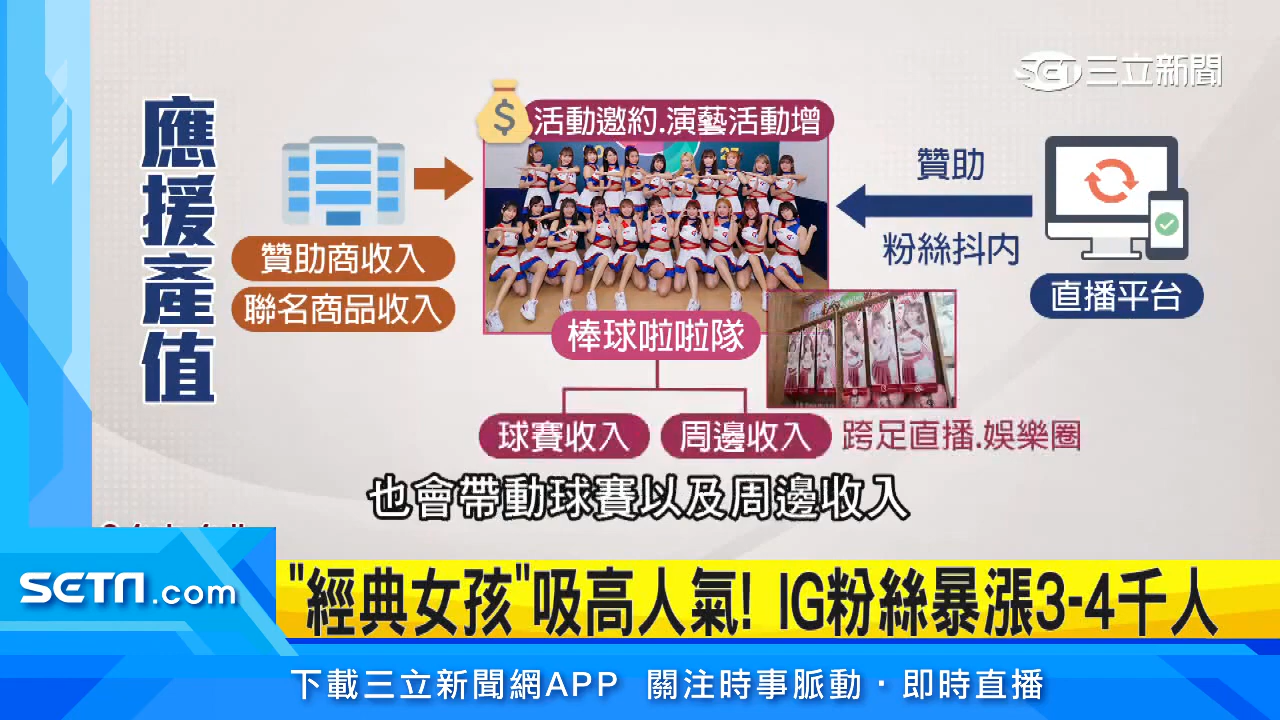 SET 三立新聞
應援產值
$
活動邀約.演藝活動增
贊助商收入
聯名商品收入
贊助
粉絲抖內
直播平台
棒球啦啦隊
球賽收入
周邊收入
跨足直播.娛樂圈
也會帶動球賽以及周邊收入
SETN.com
"經典女孩"吸高人氣! IG粉絲暴漲3-4千人
下載三立新聞網APP 關注時事脈動·即時直播